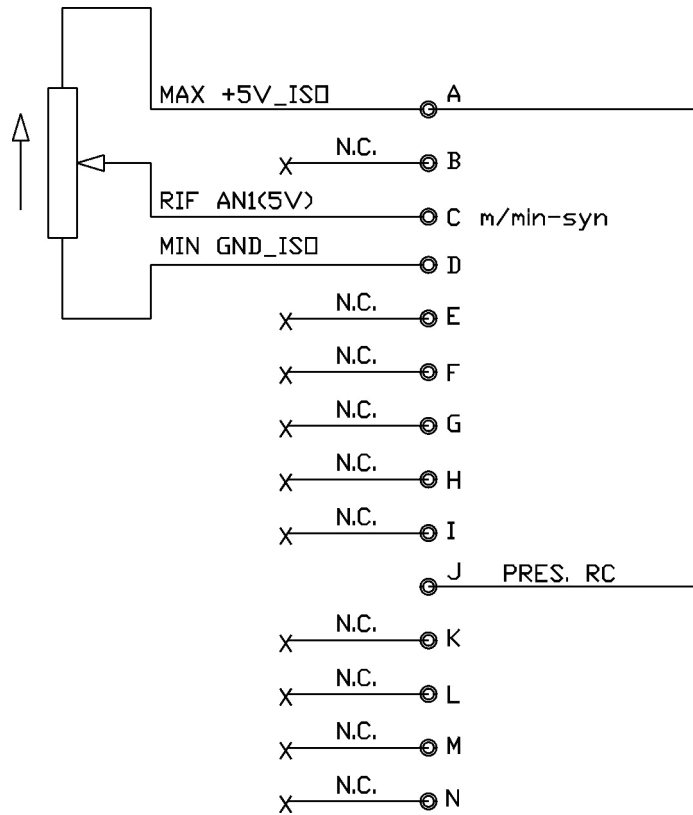 MAX +5V_ISO A
N.C. B
RIF AN1(5V) C m/min-syn
MIN GND_ISO D
N.C. E
N.C. F
N.C. G
N.C. H
N.C. I
J PRES. RC
N.C. K
N.C. L
N.C. M
N.C. N